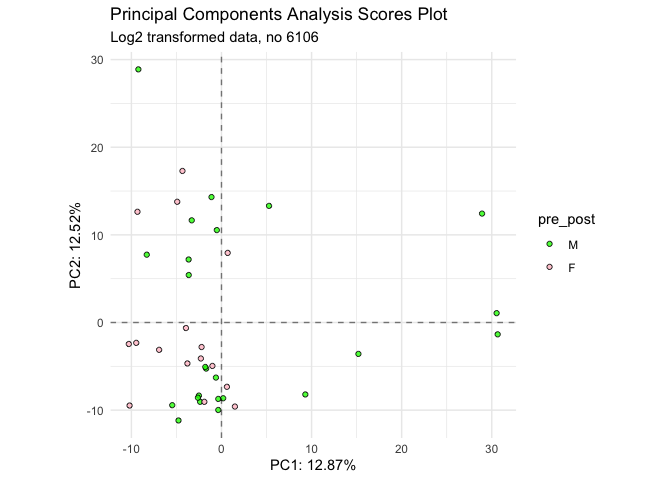 Principal Components Analysis Scores Plot
Log2 transformed data, no 6106
30
20
10
0
-10
PC2: 12.52%
-10 0 10 20 30
PC1: 12.87%
pre_post
M
F